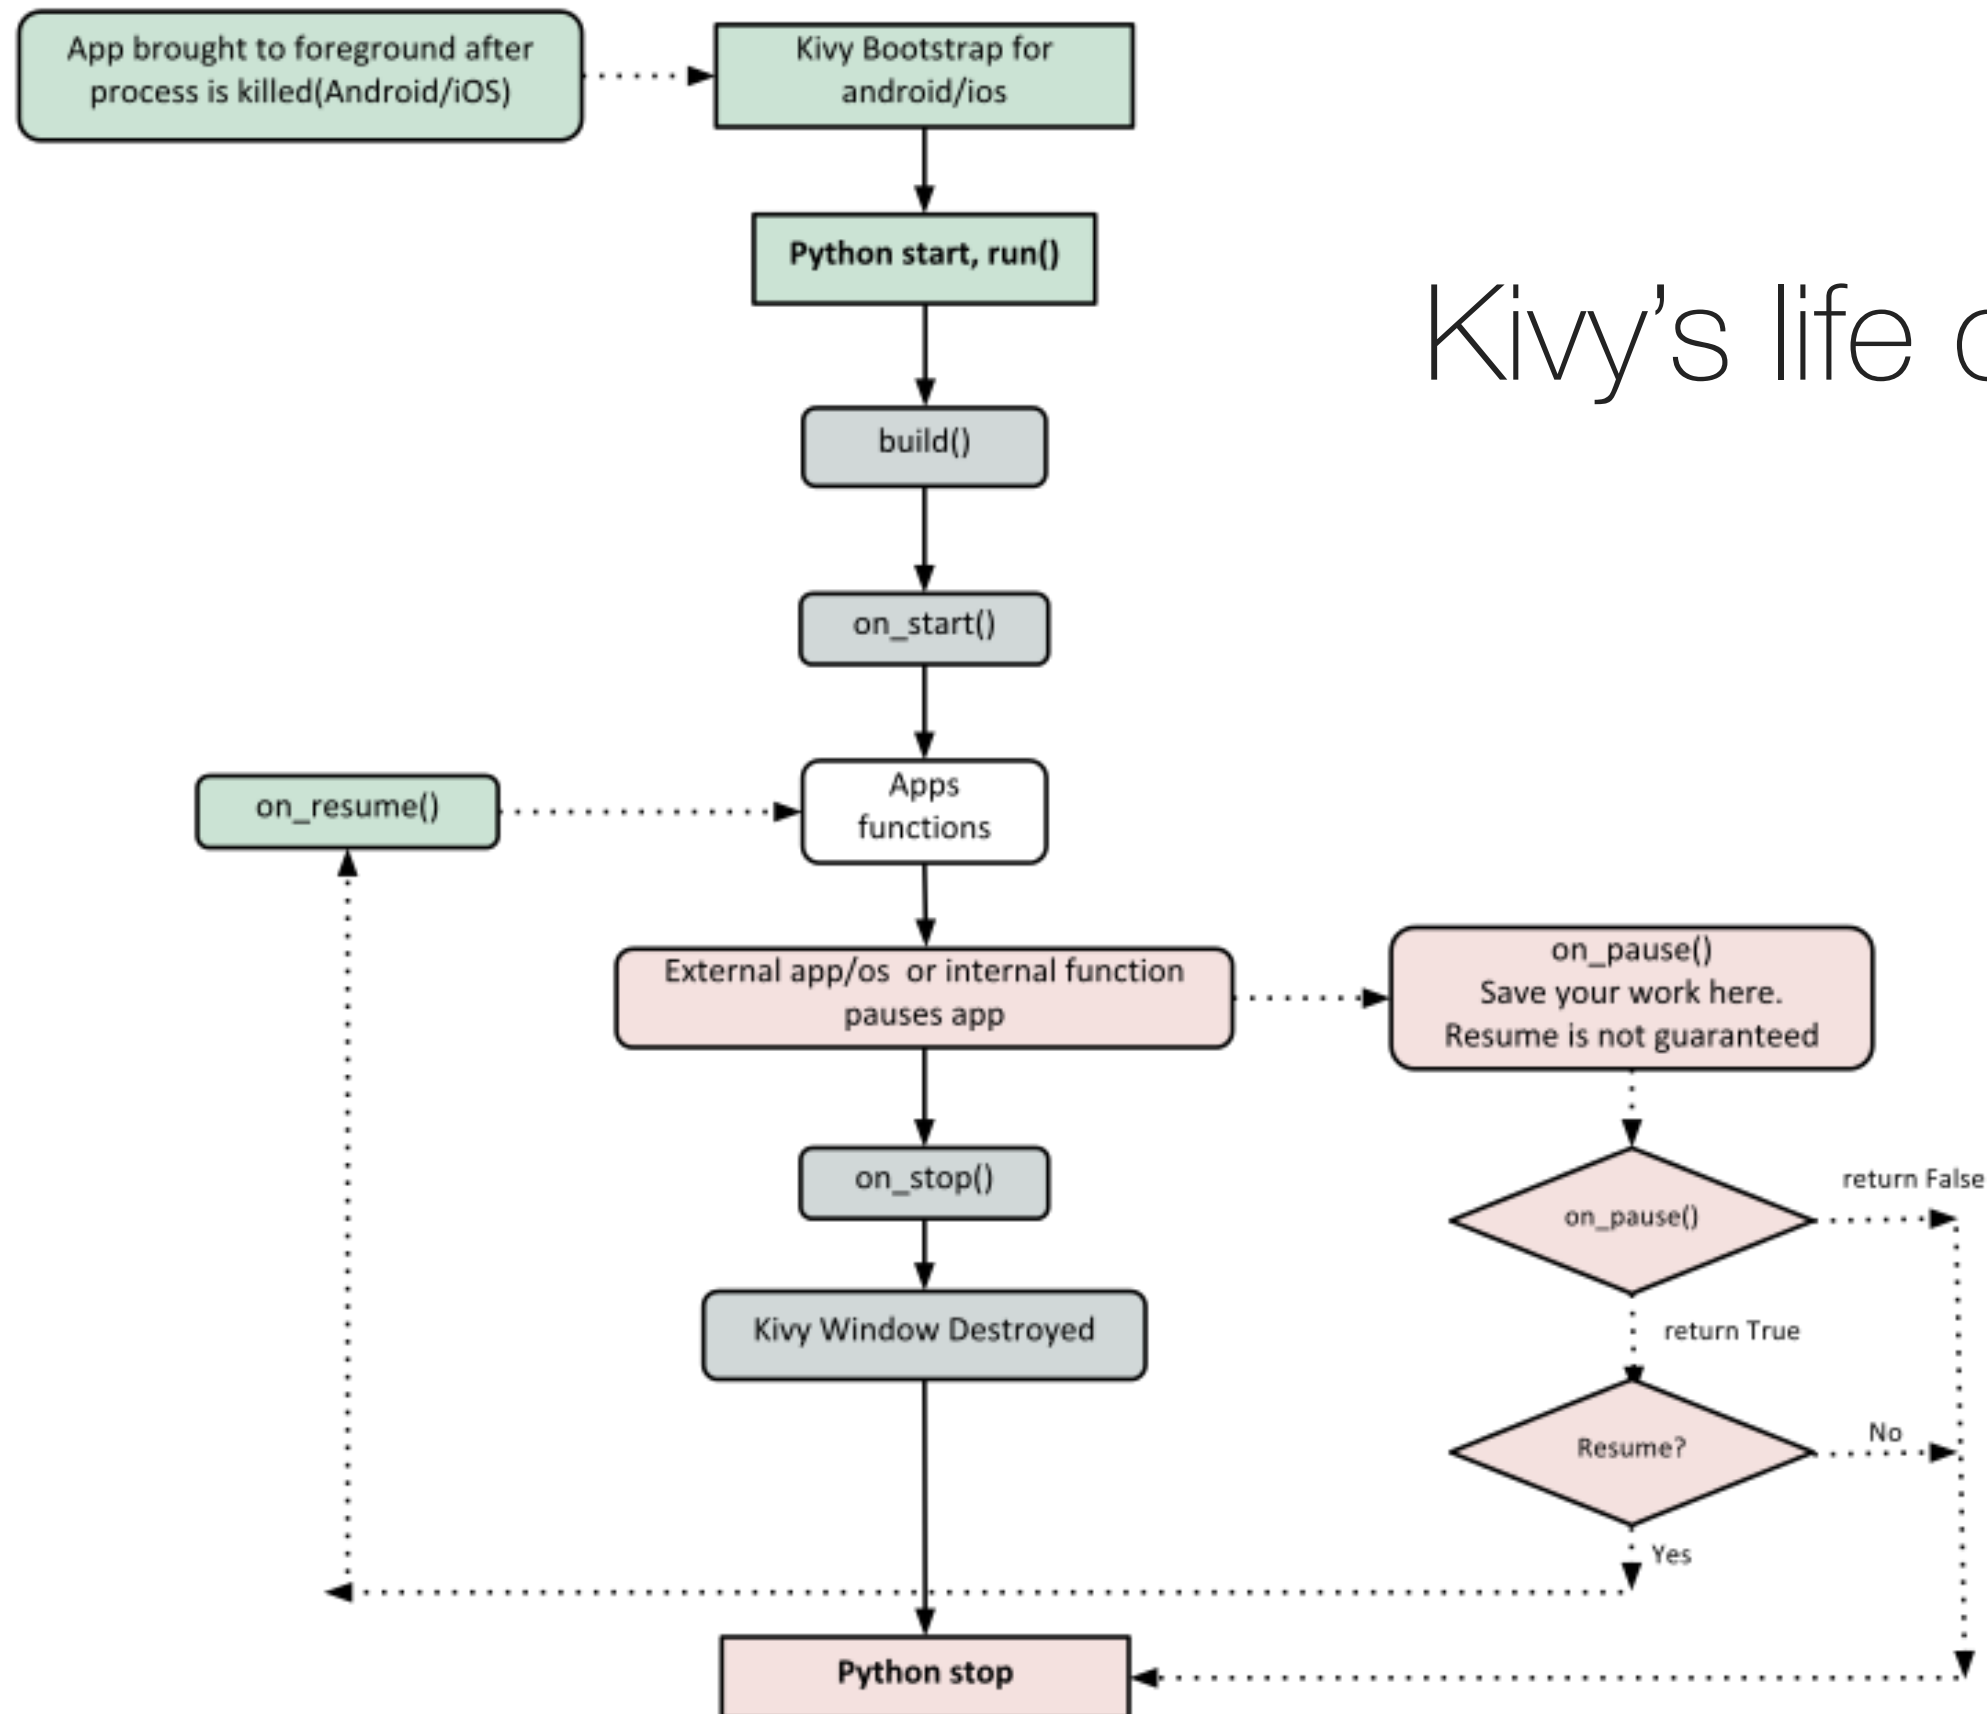 App brought to foreground after
process is killed(Android/iOS)
Kivy Bootstrap for
android/ios
Python start, run()
Kivy's life
build()
on_start()
on_resume()
Apps
functions
External app/os  or internal function
pauses app
on_pause()
Save your work here.
Resume is not guaranteed
on_stop()
return False
on_pause()
Kivy Window Destroyed
return True
No
Resume?
Yes
Python stop